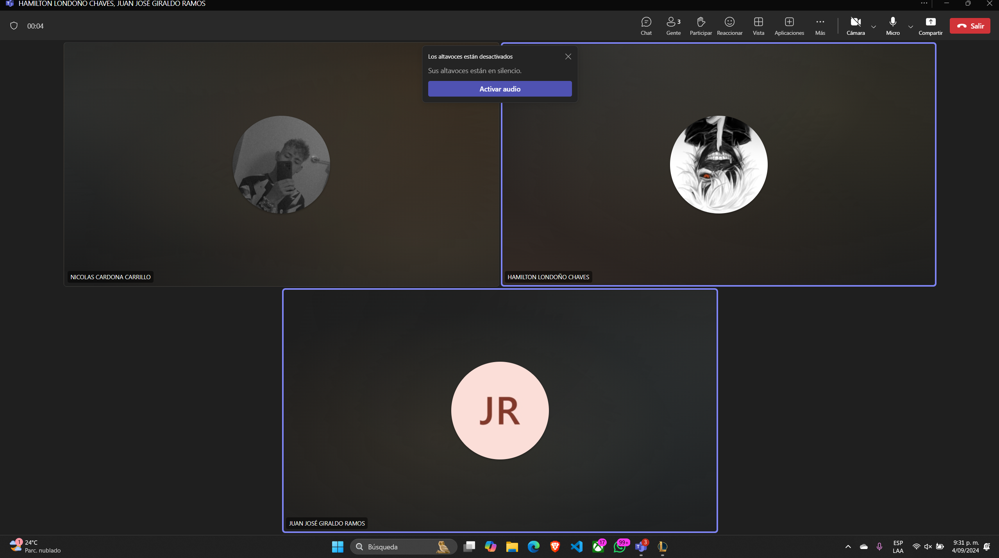 HAMILTON LONDOÑO CHAVES, JUAN JOSÉ GIRALDO RAMOS
00:04
Chat
3
Gente
Participar
Reaccionar
Vista
Aplicaciones
Más
Cámara
Micro
Compartir
Salir
Los altavoces están desactivados
Sus altavoces están en silencio.
Activar audio
NICOLAS CARDONA CARRILLO
HAMILTON LONDOÑO CHAVES
JR
JUAN JOSÉ GIRALDO RAMOS
1
24°C
Parc. nublado
Búsqueda
17
99+
3
ESP
LAA
9:31 p. m.
4/09/2024